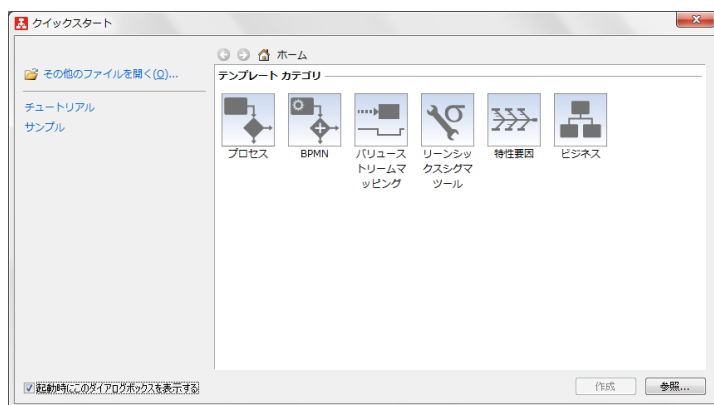 クイックスタート
ホーム
その他のファイルを開く(O)...
チュートリアル
サンプル
テンプレート カテゴリ
プロセス
BPMN
バリュース
トリームマ
ッピング
リーンシッ
クスシグマ
ツール
特性要因
ビジネス
起動時にこのダイアログボックスを表示する
作成
参照...